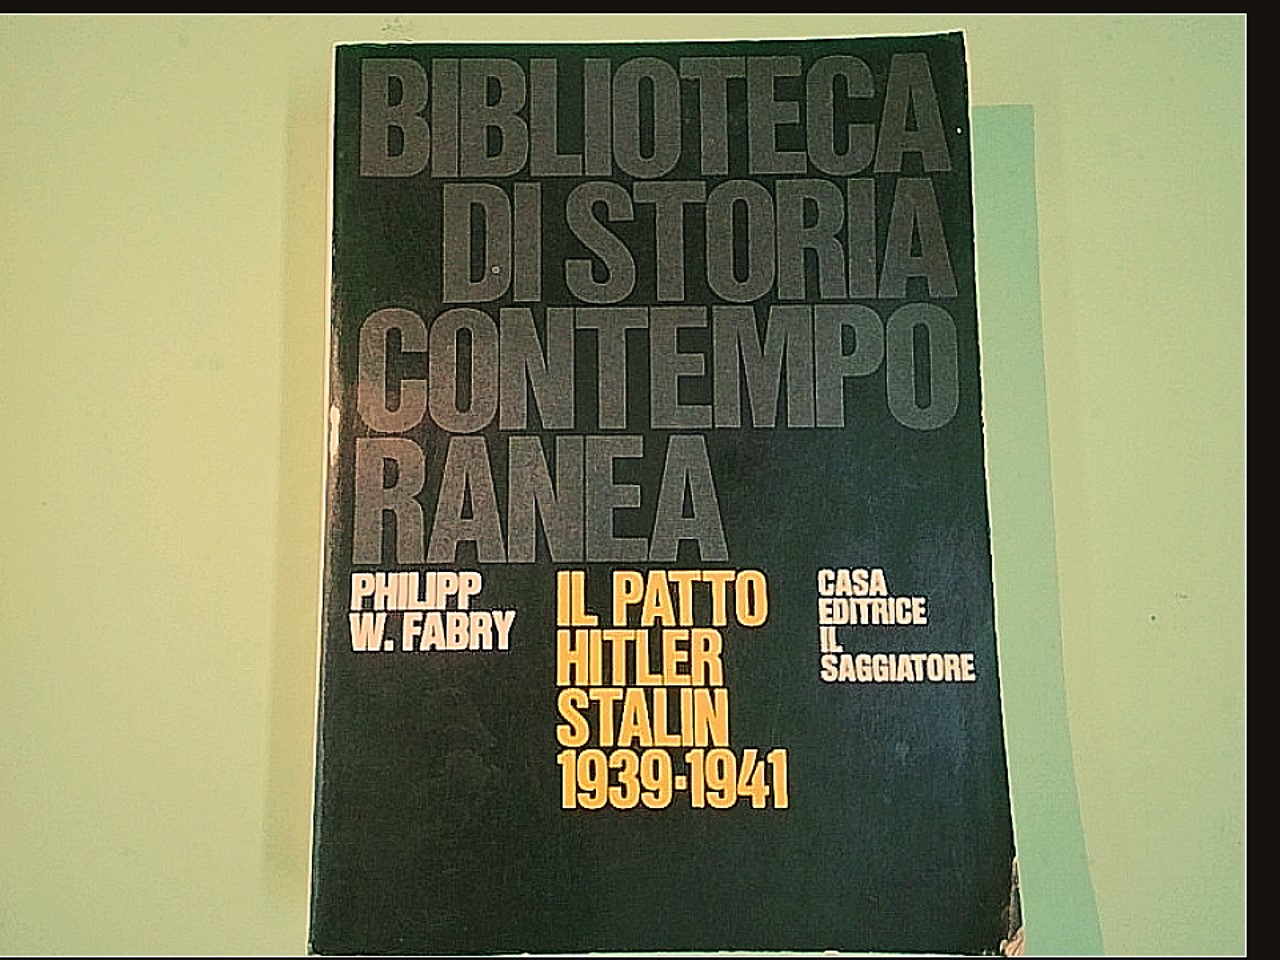 BIBLIOTECA
DI STORIA
CONTEMPO
RANEA
PHILIPP
W. FABRY
IL PATTO
HITLER
STALIN
1939·1941
CASA
EDITRICE
IL
SAGGIATORE